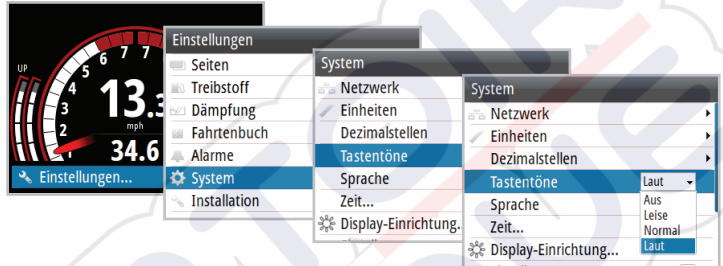 UP
6 7 7
5
4
3
2
1
13.3
mph
34.6
Einstellungen...
Einstellungen
Seiten
Treibstoff
Dämpfung
Fahrtenbuch
Alarme
System
Installation
System
Netzwerk
Einheiten
Dezimalstellen
Tastentöne
Sprache
Zeit...
Display-Einrichtung.
System
Netzwerk
Einheiten
Dezimalstellen
Tastentöne Laut
Aus
Leise
Normal
Laut
Sprache
Zeit...
Display-Einrichtung...